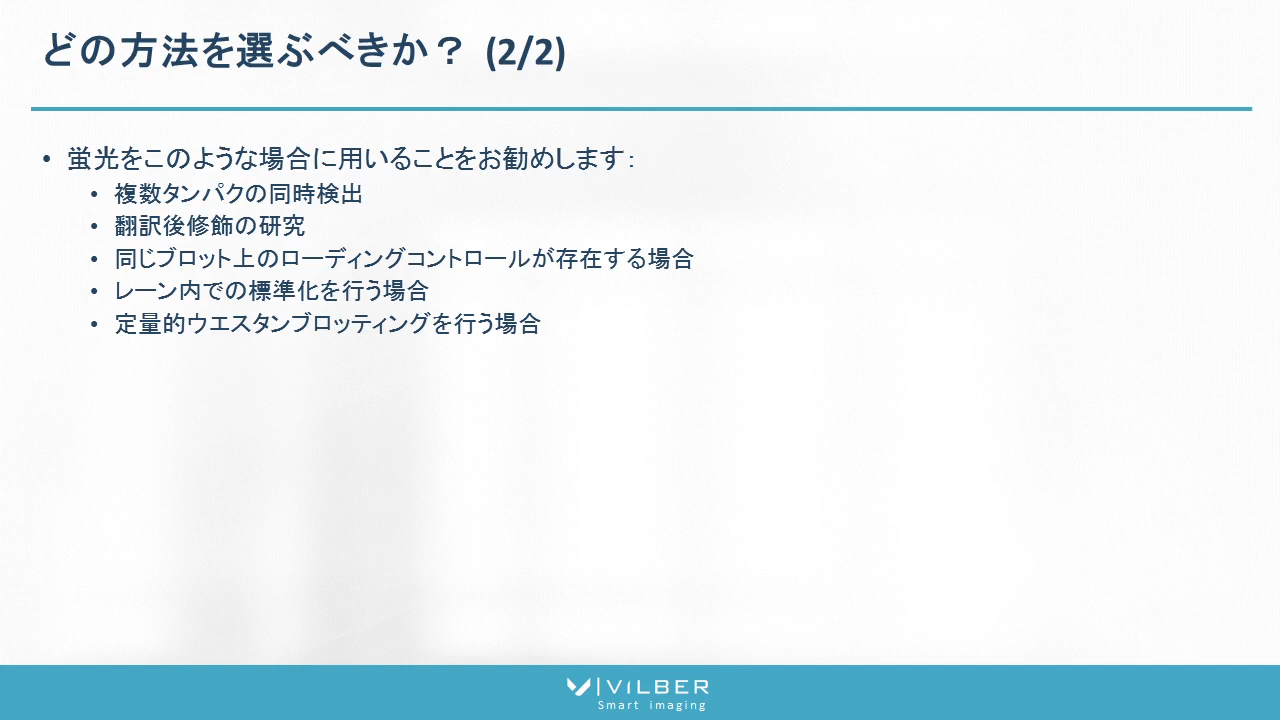 どの方法を選ぶべきか？ (2/2)
• 蛍光をこのような場合に用いることをお勧めします：
• 複数タンパクの同時検出
• 翻訳後修飾の研究
• 同じブロット上のローディングコントロールが存在する場合
• レーン内での標準化を行う場合
• 定量的ウエスタンブロッティングを行う場合
VILBER
Smart imaging